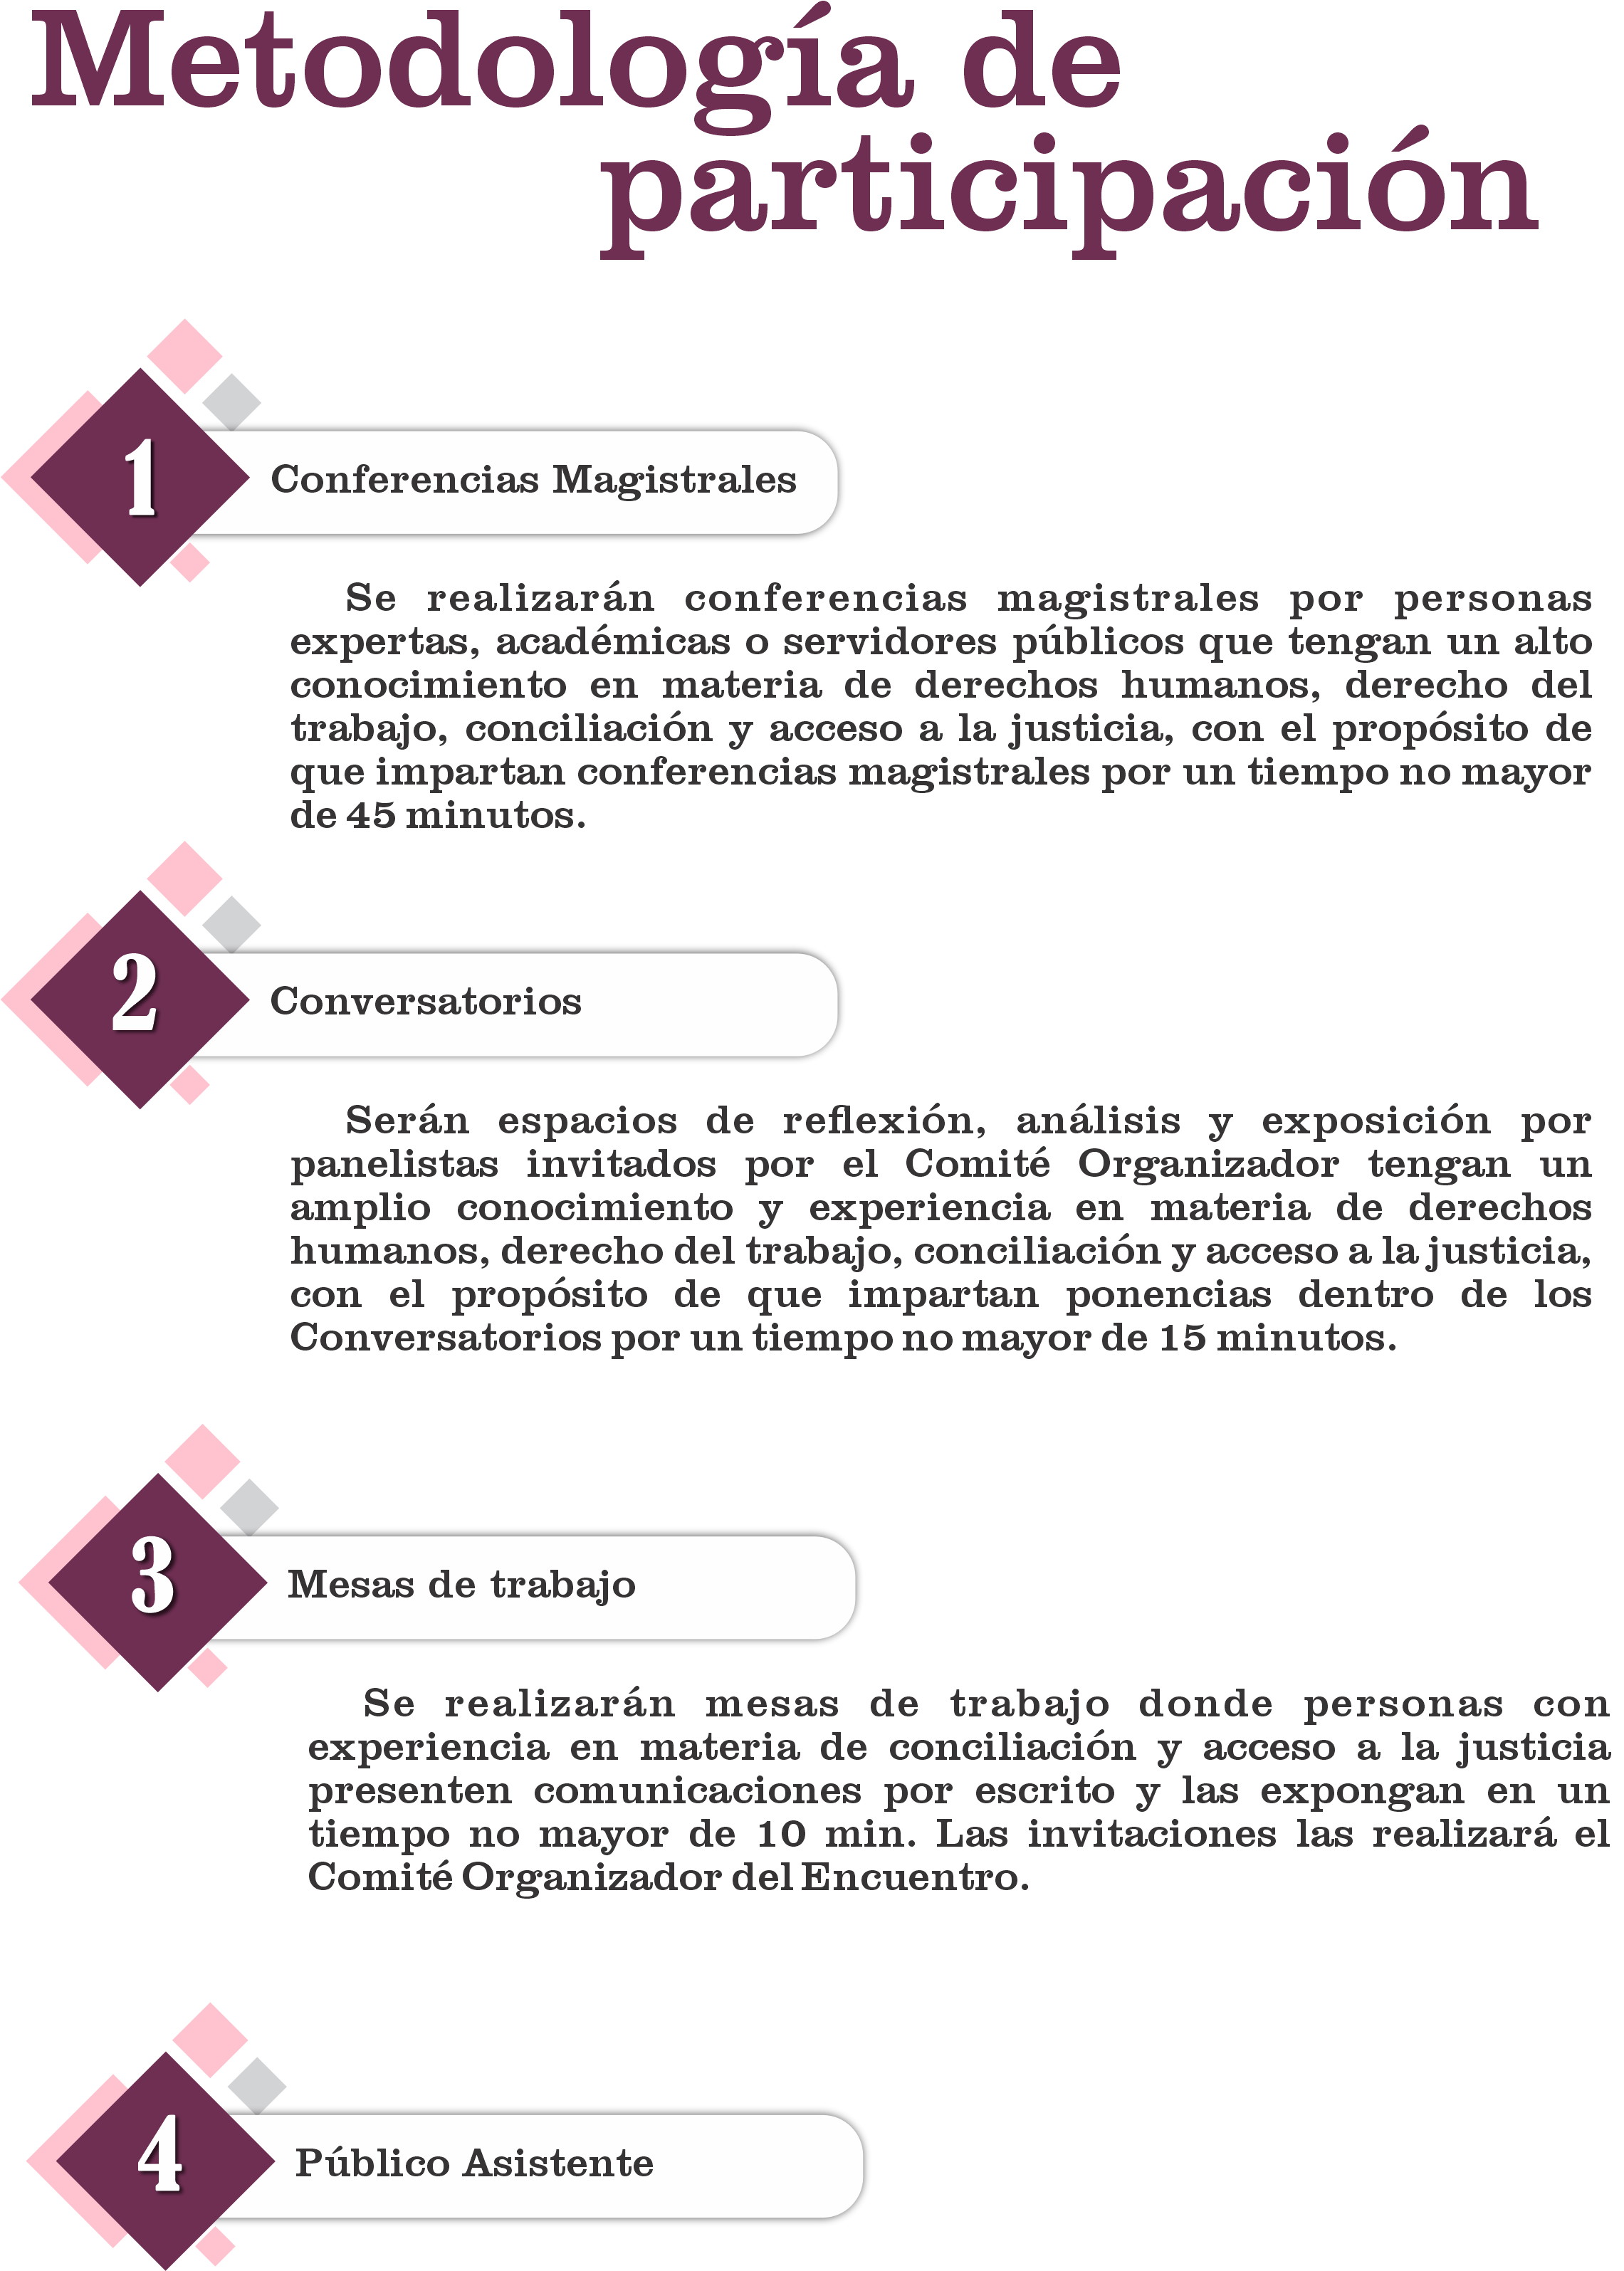 Metodología de
participación
1
Conferencias Magistrales
Se realizarán conferencias magistrales por personas
expertas, académicas o servidores públicos que tengan un alto
conocimiento en materia de derechos humanos, derecho del
trabajo, conciliación y acceso a la justicia, con el propósito de
que impartan conferencias magistrales por un tiempo no mayor
de 45 minutos.
2
Conversatorios
Serán espacios de reflexión, análisis y exposición por
panelistas invitados por el Comité Organizador tengan un
amplio conocimiento y experiencia en materia de derechos
humanos, derecho del trabajo, conciliación y acceso a la justicia,
con el propósito de que impartan ponencias dentro de los
Conversatorios por un tiempo no mayor de 15 minutos.
3
Mesas de trabajo
Se realizarán mesas de trabajo donde personas con
experiencia en materia de conciliación y acceso a la justicia
presenten comunicaciones por escrito y las expongan en un
tiempo no mayor de 10 min. Las invitaciones las realizará el
Comité Organizador del Encuentro.
4
Público Asistente